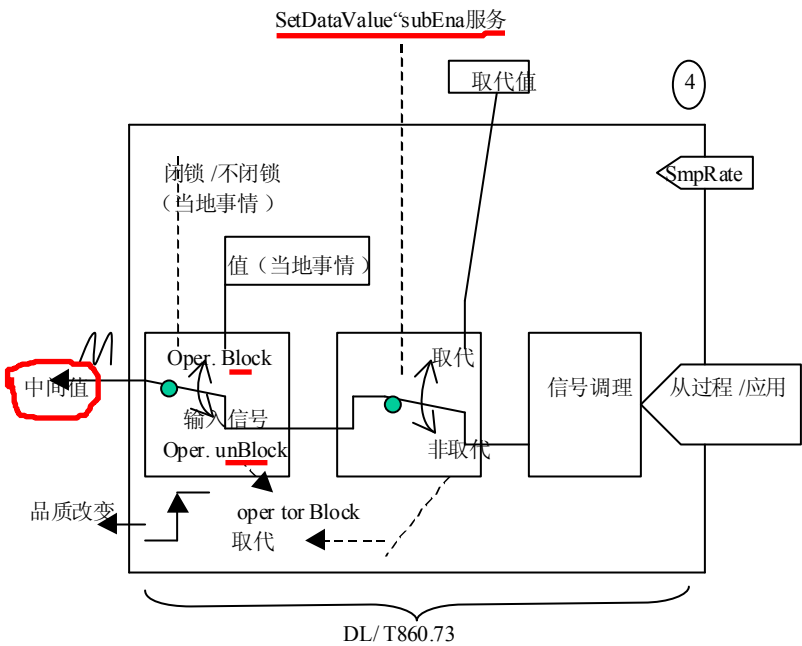 SetDataValue“subEna服务
取代值
4
闭锁 /不闭锁
（当地事情 ）
SmpRate
值（当地事情 ）
Oper. Block
取代
中间值
信号调理
从过程 /应用
输入信号
Oper. unBlock
非取代
品质改变
oper tor Block
取代
DL/ T860.73